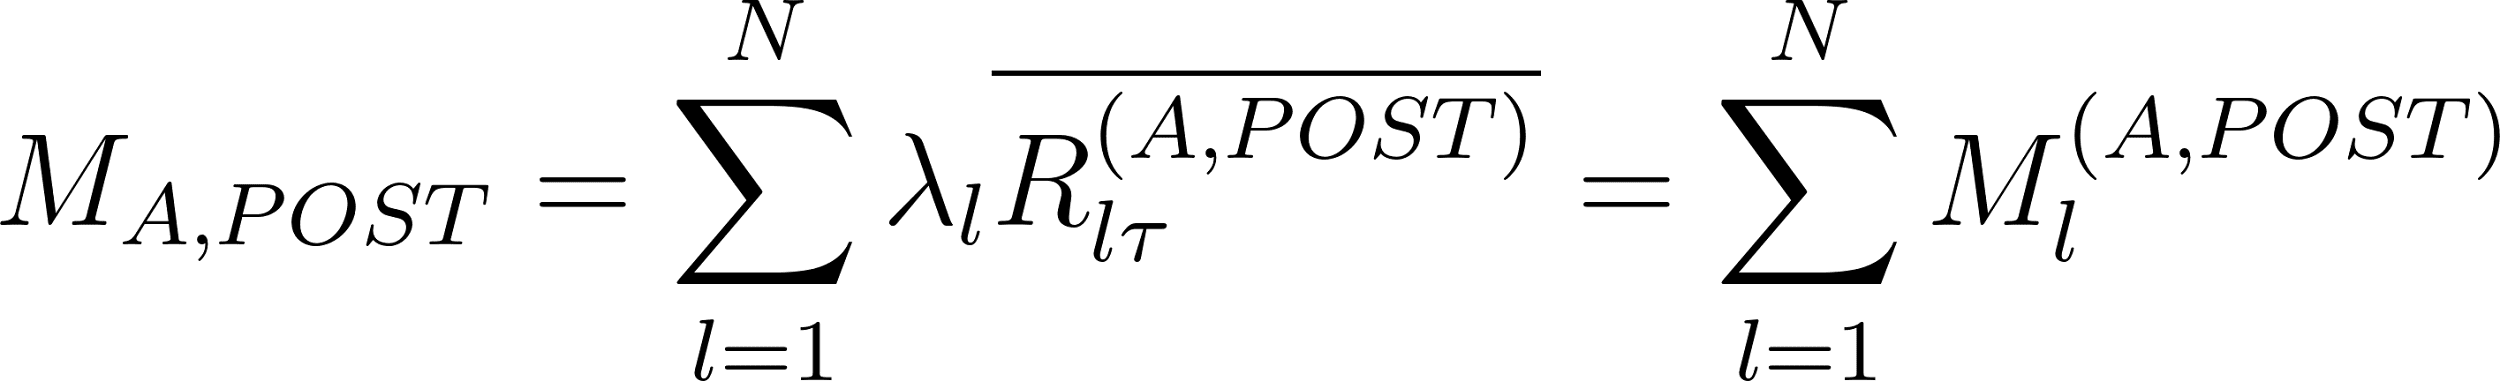 M_{A,POST} = \sum_{l=1}^{N} \lambda_l \overline{R_{l\tau}^{(A,POST)}} = \sum_{l=1}^{N} M_l^{(A,POST)}